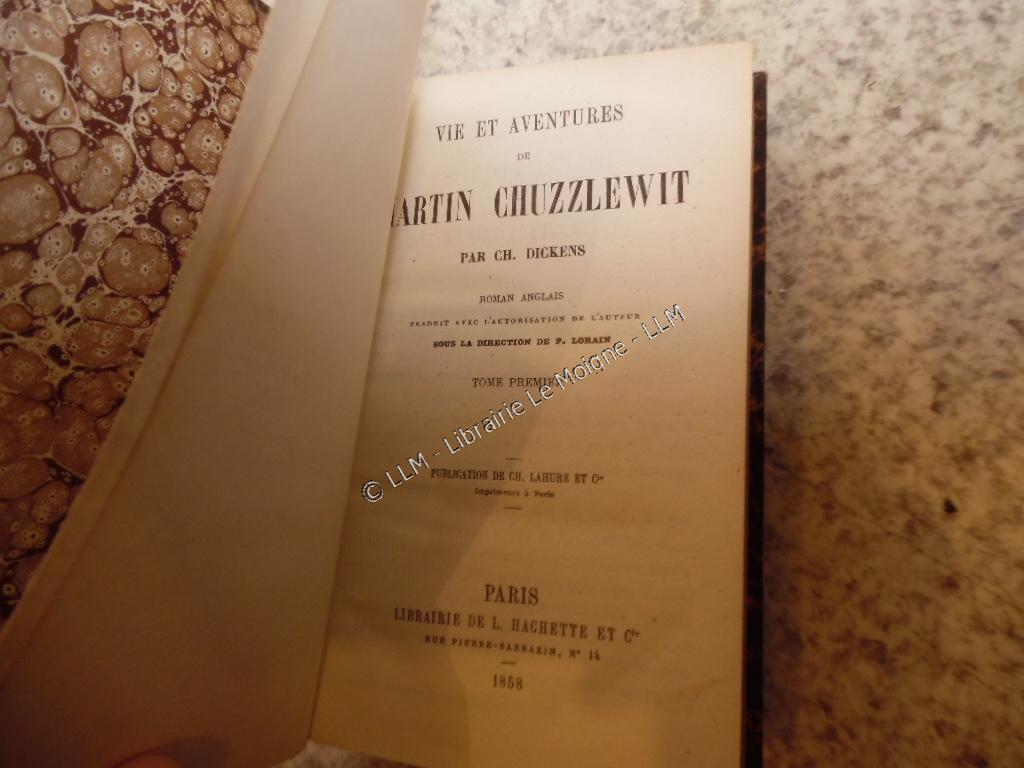 VIE ET AVENTURES
DE
MARTIN CHUZZLEWIT
PAR CH. DICKENS
ROMAN ANGLAIS
TRADUIT AVEC L'AUTORISATION DE L'AUTEUR
SOUS LA DIRECTION DE P. LORAIN
TOME PREMIER
© LLM - Librairie Le Moigne - LLM
PUBLICATION DE CH. LAHURE ET Cie
Imprimeurs à Paris
PARIS
LIBRAIRIE DE L. HACHETTE ET Cie
RUE PIERRE-SARRAZIN, N° 14
1858